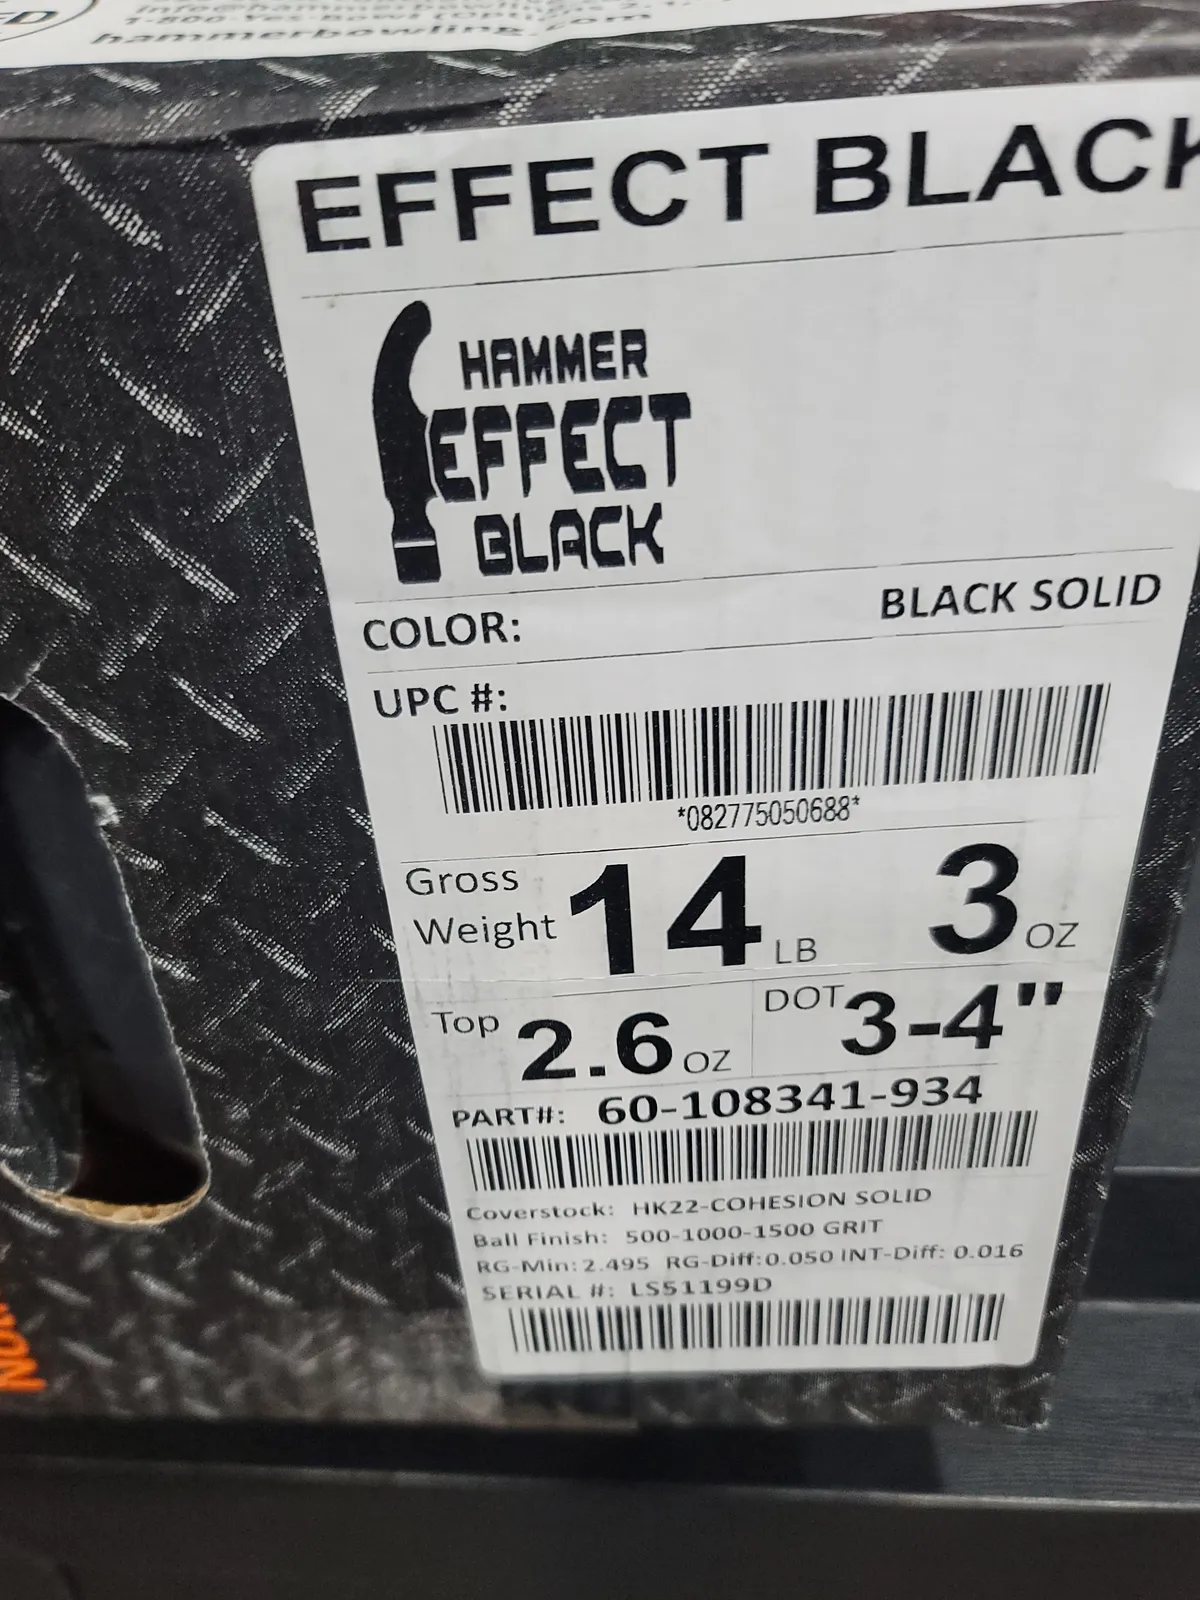 hammerbowling.com
EFFECT BLACK
HAMMER
EFFECT
BLACK
COLOR: BLACK SOLID
UPC #:
*082775050688*
Gross Weight 14 LB 3 OZ
Top 2.6 OZ DOT 3-4"
PART#: 60-108341-934
Coverstock: HK22-COHESION SOLID
Ball Finish: 500-1000-1500 GRIT
RG-Min: 2.495 RG-Diff: 0.050 INT-Diff: 0.016
SERIAL #: LS51199D